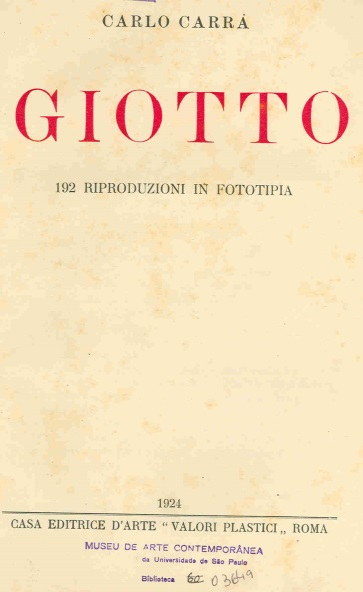 CARLO CARRÁ
GIOTTO
192 RIPRODUZIONI IN FOTOTIPIA
1924
CASA EDITRICE D'ARTE “ VALORI PLASTICI „ ROMA
MUSEU DE ARTE CONTEMPORÂNEA
da Universidade de São Paulo
Biblioteca